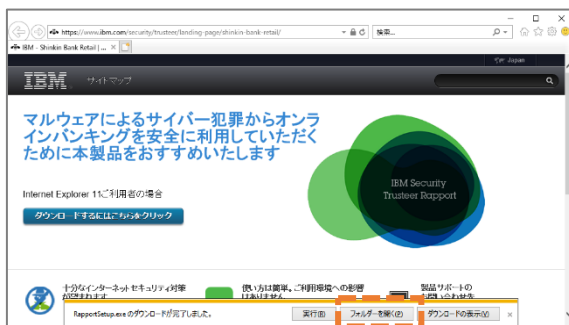 https://www.ibm.com/security/trusteer/landing-page/shinkin-bank-retail/
検索...
IBM - Shinkin Bank Retail | ...
Japan
IBM
サイトマップ
マルウェアによるサイバー犯罪からオンラ
インバンキングを安全に利用していただく
ために本製品をおすすめいたします
Internet Explorer 11ご利用者の場合
ダウンロードするにはこちらをクリック
IBM Security
Trusteer Rapport
十分なインターネットセキュリティ対策
使い方は簡単。ご利用環境への影響
製品サポートの
RapportSetup.exe のダウンロードが完了しました。
実行(R)
フォルダーを開く(P)
ダウンロードの表示(V)